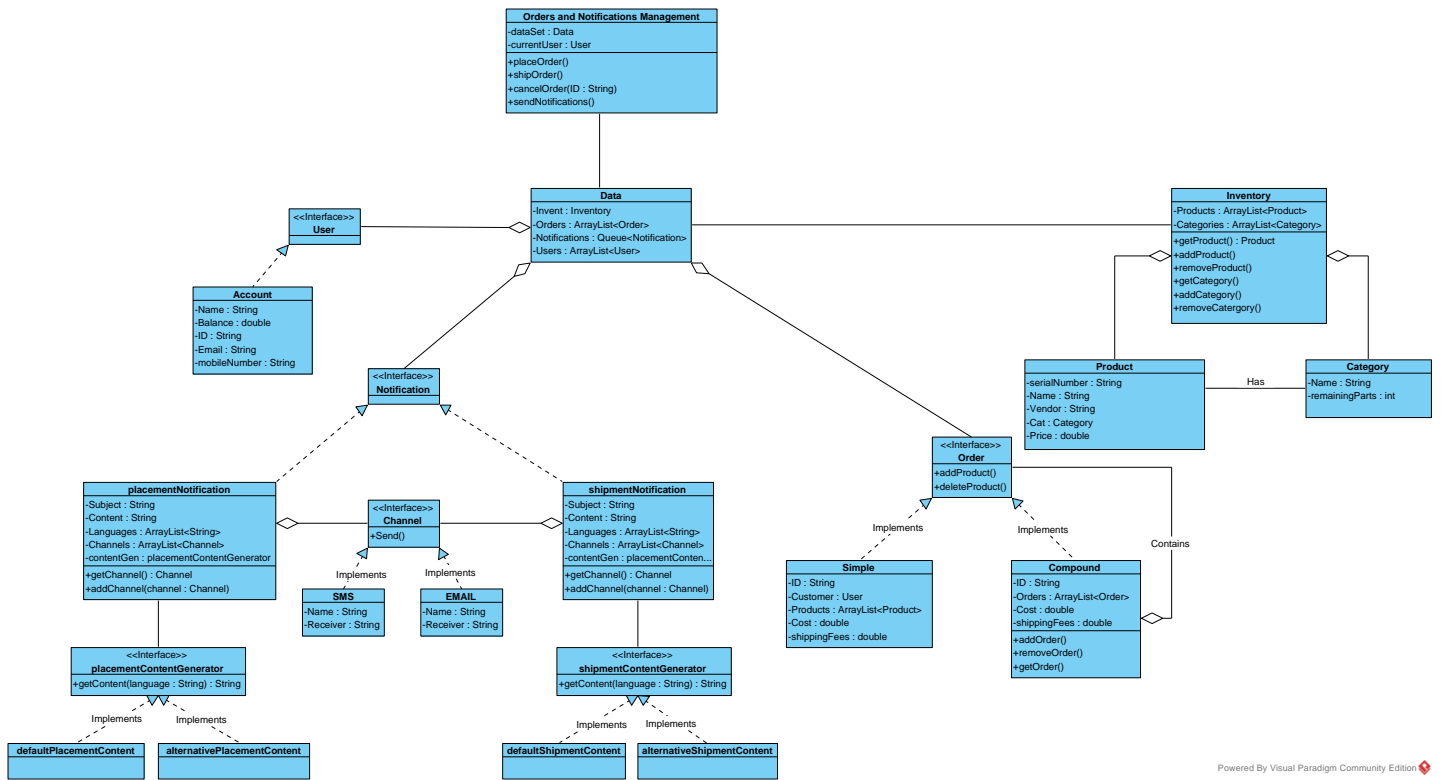 Orders and Notifications Management
-dataSet : Data
-currentUser : User
+placeOrder()
+shipOrder()
+cancelOrder(ID : String)
+sendNotifications()
Data
-Invent : Inventory
-Orders : ArrayList<Order>
-Notifications : Queue<Notification>
-Users : ArrayList<User>
Inventory
-Products : ArrayList<Product>
-Categories : ArrayList<Category>
+getProduct() : Product
+addProduct()
+removeProduct()
+getCategory()
+addCategory()
+removeCatergory()
<<Interface>>
User
Account
-Name : String
-Balance : double
-ID : String
-Email : String
-mobileNumber : String
<<Interface>>
Notification
Product
-serialNumber : String
-Name : String
-Vendor : String
-Cat : Category
-Price : double
Has
Category
-Name : String
-remainingParts : int
<<Interface>>
Order
+addProduct()
+deleteProduct()
placementNotification
-Subject : String
-Content : String
-Languages : ArrayList<String>
-Channels : ArrayList<Channel>
-contentGen : placementContentGenerator
+getChannel() : Channel
+addChannel(channel : Channel)
<<Interface>>
Channel
+Send()
shipmentNotification
-Subject : String
-Content : String
-Languages : ArrayList<String>
-Channels : ArrayList<Channel>
-contentGen : placementConten...
+getChannel() : Channel
+addChannel(channel : Channel)
Implements
Implements
Contains
Implements
Implements
SMS
-Name : String
-Receiver : String
EMAIL
-Name : String
-Receiver : String
Simple
-ID : String
-Customer : User
-Products : ArrayList<Product>
-Cost : double
-shippingFees : double
Compound
-ID : String
-Orders : ArrayList<Order>
-Cost : double
-shippingFees : double
+addOrder()
+removeOrder()
+getOrder()
<<Interface>>
placementContentGenerator
+getContent(language : String) : String
<<Interface>>
shipmentContentGenerator
+getContent(language : String) : String
Implements
Implements
Implements
Implements
defaultPlacementContent
alternativePlacementContent
defaultShipmentContent
alternativeShipmentContent
Powered By Visual Paradigm Community Edition